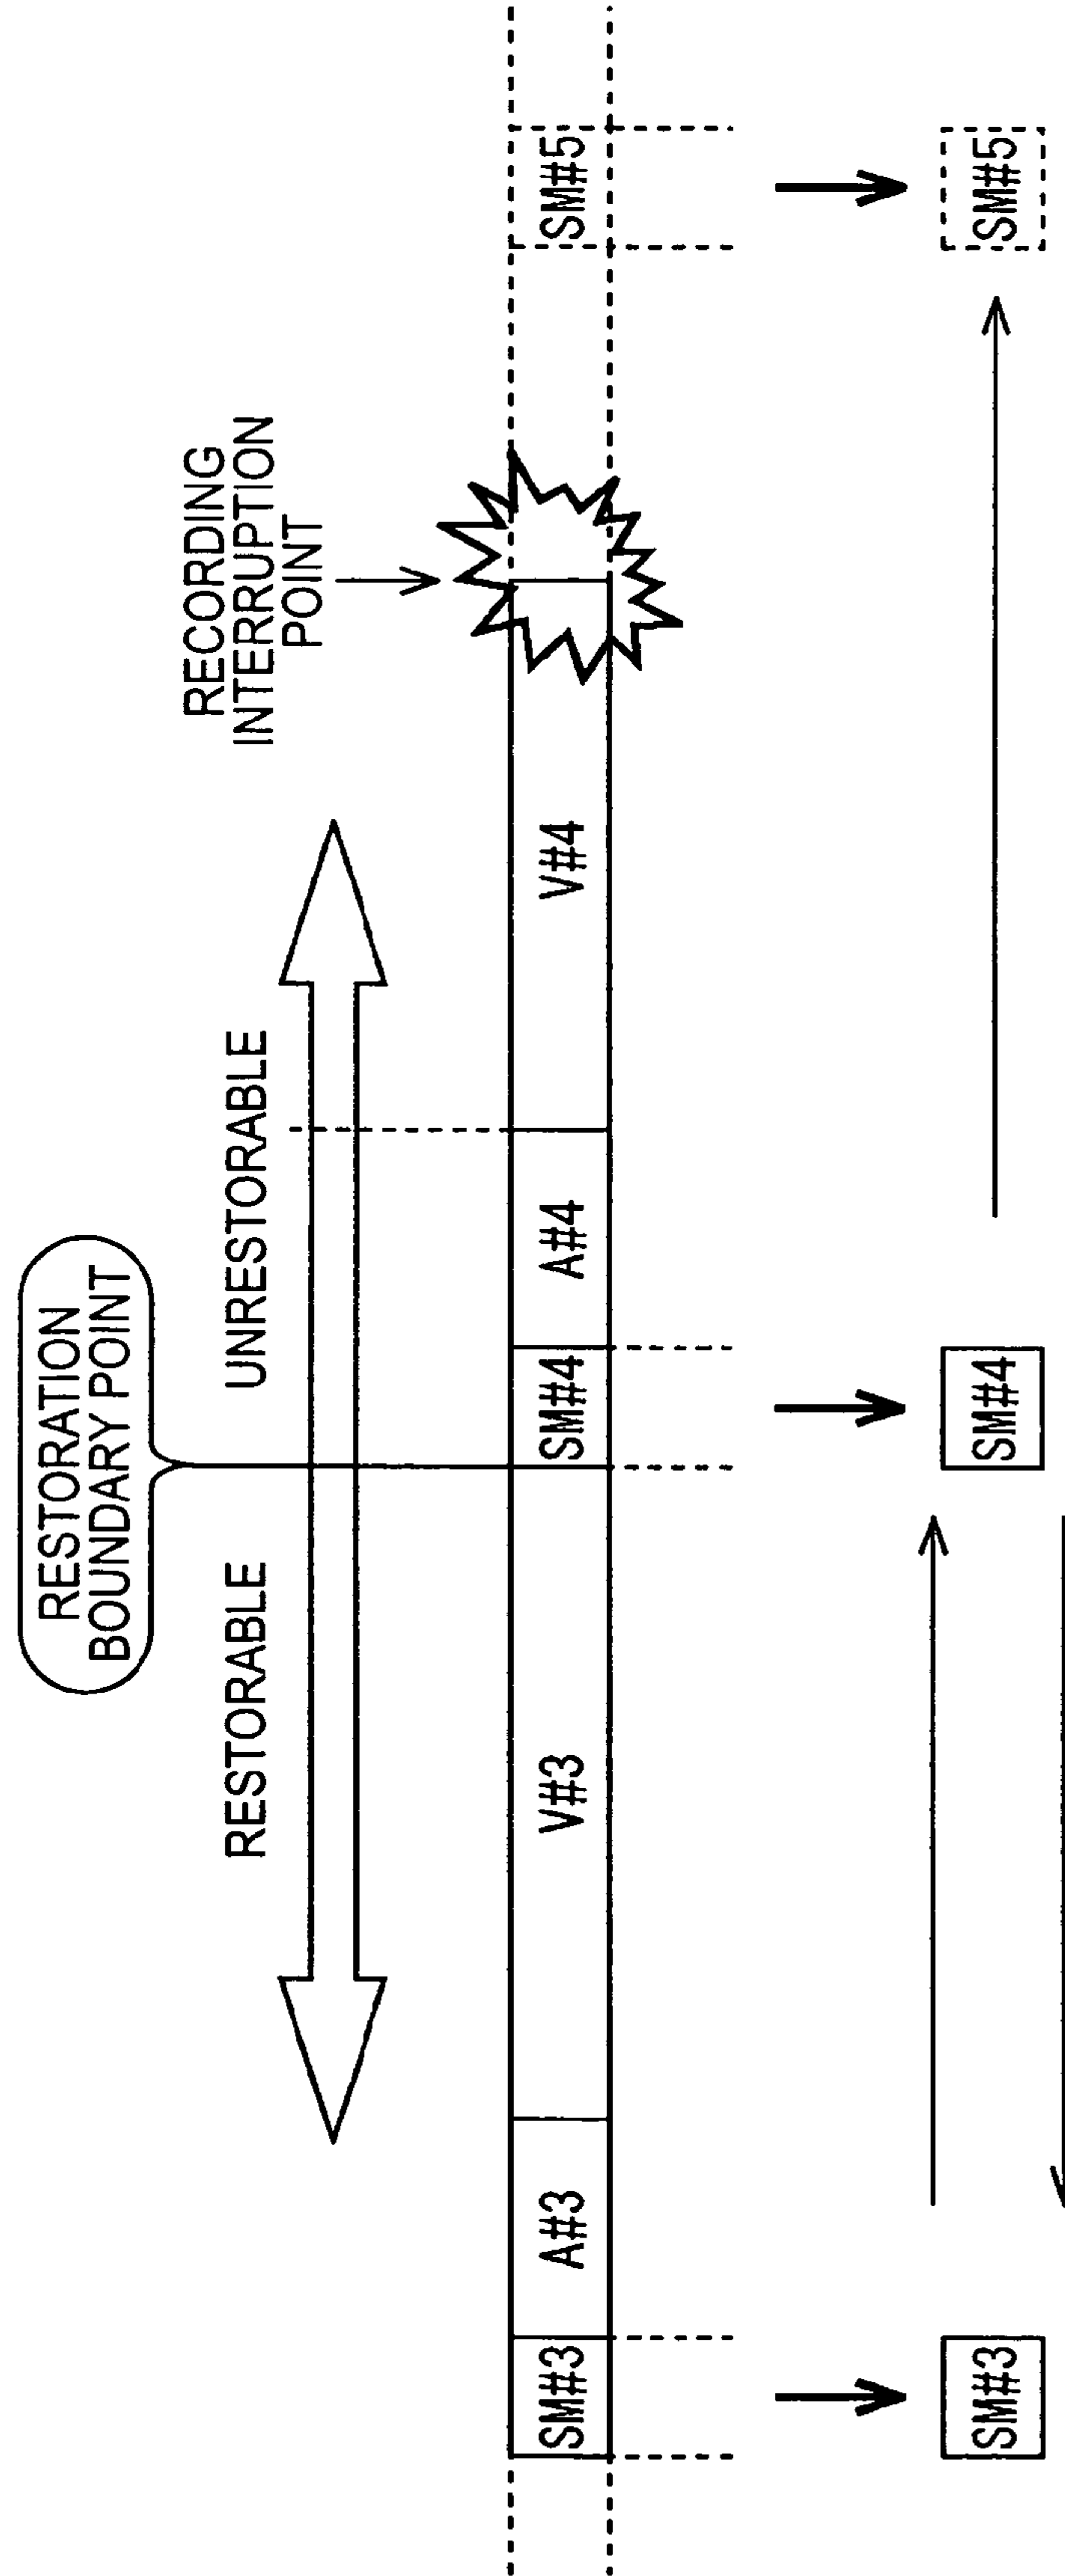 RESTORATION
BOUNDARY POINT
RESTORABLE
UNRESTORABLE
RECORDING
INTERRUPTION
POINT
SM#3
A#3
V#3
SM#4
A#4
V#4
SM#5
SM#3
SM#4
SM#5